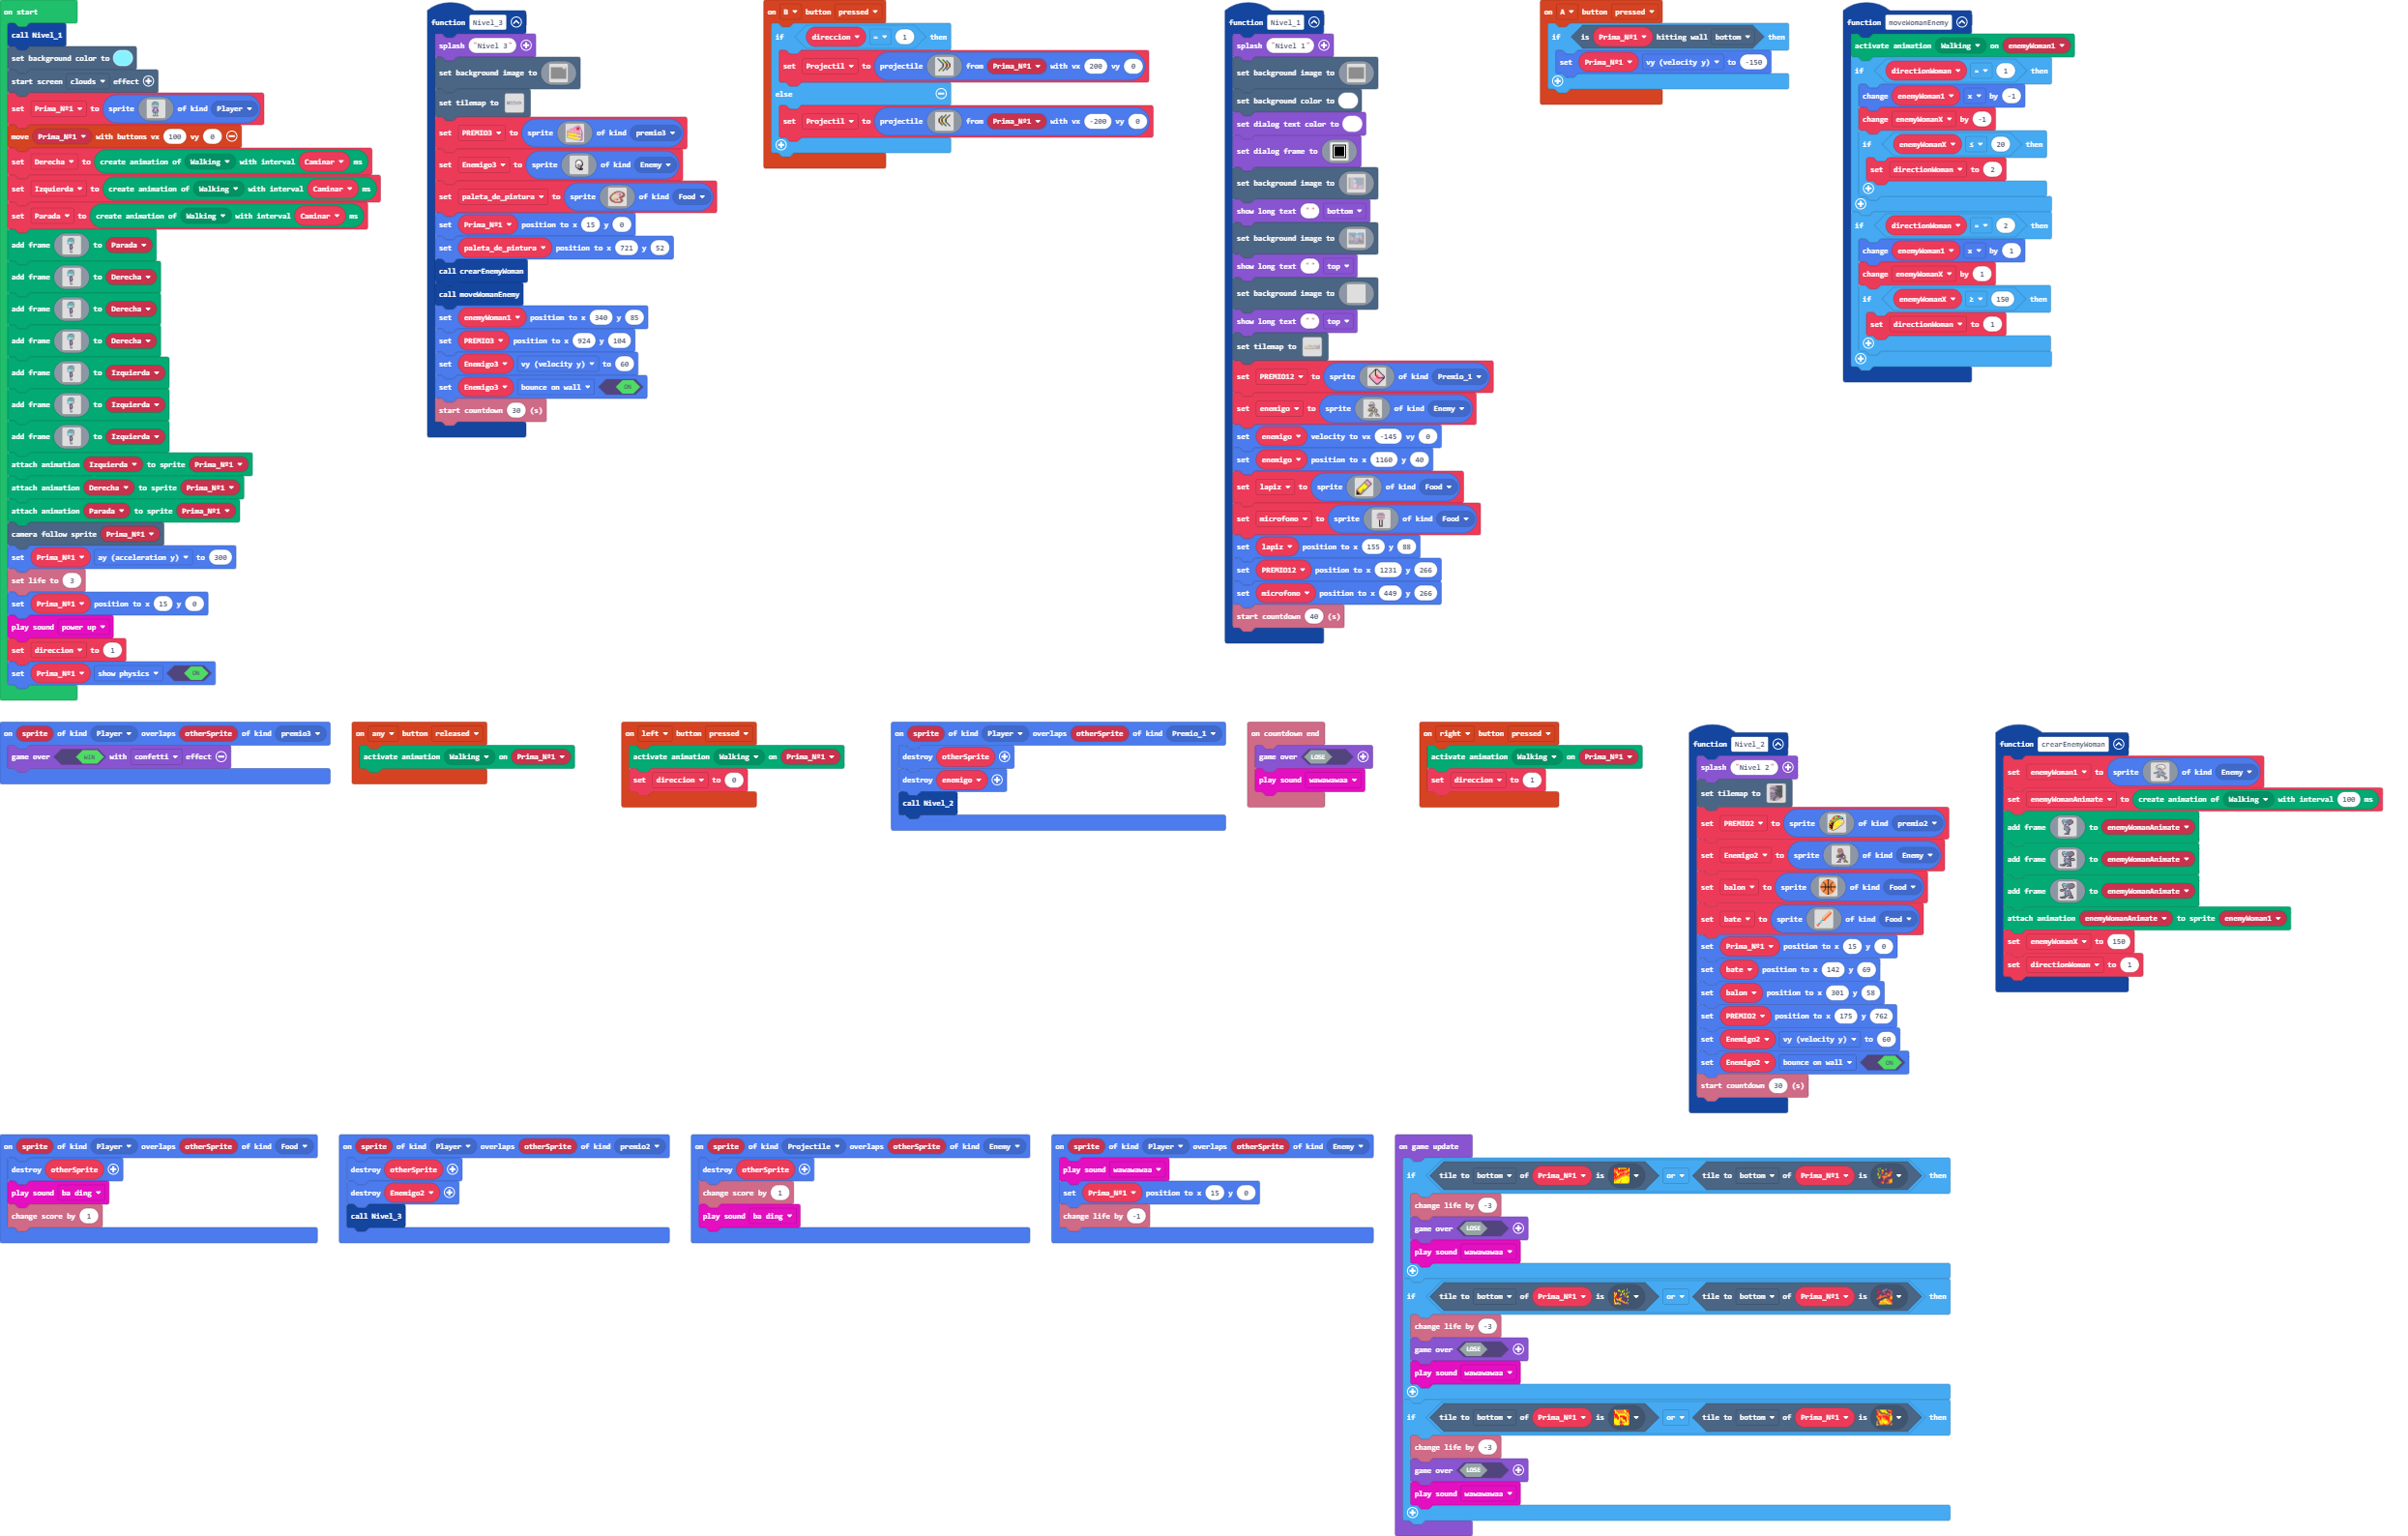 on start
call Nivel_1
set background color to
start screen clouds effect
set Prima_Nº1 to sprite of kind Player
move Prima_Nº1 with buttons vx 100 vy 0
set Derecha to create animation of Walking with interval Caminar ms
set Izquierda to create animation of Walking with interval Caminar ms
set Parada to create animation of Walking with interval Caminar ms
add frame to Parada
add frame to Derecha
add frame to Derecha
add frame to Derecha
add frame to Izquierda
add frame to Izquierda
add frame to Izquierda
attach animation Izquierda to sprite Prima_Nº1
attach animation Derecha to sprite Prima_Nº1
attach animation Parada to sprite Prima_Nº1
camera follow sprite Prima_Nº1
set Prima_Nº1 ay (acceleration y) to 300
set life to 3
set Prima_Nº1 position to x 15 y 0
play sound power up
set direccion to 1
set Prima_Nº1 show physics ON
function Nivel_3
splash "Nivel 3"
set background image to
set tilemap to
set PREMIO3 to sprite of kind premio3
set Enemigo3 to sprite of kind Enemy
set paleta_de_pintura to sprite of kind Food
set Prima_Nº1 position to x 15 y 0
set paleta_de_pintura position to x 721 y 52
call crearEnemyWoman
call moveWomanEnemy
set enemyWoman1 position to x 340 y 85
set PREMIO3 position to x 924 y 104
set Enemigo3 vy (velocity y) to 60
set Enemigo3 bounce on wall ON
start countdown 30 (s)
on B button pressed
if direccion = 1 then
set Projectil to projectile from Prima_Nº1 with vx 200 vy 0
else
set Projectil to projectile from Prima_Nº1 with vx -200 vy 0
function Nivel_1
splash "Nivel 1"
set background image to
set background color to
set dialog text color to
set dialog frame to
set background image to
show long text " " bottom
set background image to
show long text " " top
set background image to
show long text " " top
set tilemap to
set PREMIO12 to sprite of kind Premio_1
set enemigo to sprite of kind Enemy
set enemigo velocity to vx -145 vy 0
set enemigo position to x 1160 y 40
set lapiz to sprite of kind Food
set microfono to sprite of kind Food
set lapiz position to x 155 y 88
set PREMIO12 position to x 1231 y 266
set microfono position to x 449 y 266
start countdown 40 (s)
on A button pressed
if is Prima_Nº1 hitting wall bottom then
set Prima_Nº1 vy (velocity y) to -150
function moveWomanEnemy
activate animation Walking on enemyWoman1
if directionWoman = 1 then
change enemyWoman1 x by -1
change enemyWomanX by -1
if enemyWomanX ≤ 20 then
set directionWoman to 2
if directionWoman = 2 then
change enemyWoman1 x by 1
change enemyWomanX by 1
if enemyWomanX ≥ 150 then
set directionWoman to 1
on sprite of kind Player overlaps otherSprite of kind premio3
game over WIN with confetti effect
on any button released
activate animation Walking on Prima_Nº1
on left button pressed
activate animation Walking on Prima_Nº1
set direccion to 0
on sprite of kind Player overlaps otherSprite of kind Premio_1
destroy otherSprite
destroy enemigo
call Nivel_2
on countdown end
game over LOSE
play sound wawawawaa
on right button pressed
activate animation Walking on Prima_Nº1
set direccion to 1
function Nivel_2
splash "Nivel 2"
set tilemap to
set PREMIO2 to sprite of kind premio2
set Enemigo2 to sprite of kind Enemy
set balon to sprite of kind Food
set bate to sprite of kind Food
set Prima_Nº1 position to x 15 y 0
set bate position to x 142 y 69
set balon position to x 301 y 58
set PREMIO2 position to x 175 y 762
set Enemigo2 vy (velocity y) to 60
set Enemigo2 bounce on wall ON
start countdown 30 (s)
function crearEnemyWoman
set enemyWoman1 to sprite of kind Enemy
set enemyWomanAnimate to create animation of Walking with interval 100 ms
add frame to enemyWomanAnimate
add frame to enemyWomanAnimate
add frame to enemyWomanAnimate
attach animation enemyWomanAnimate to sprite enemyWoman1
set enemyWomanX to 150
set directionWoman to 1
on sprite of kind Player overlaps otherSprite of kind Food
destroy otherSprite
play sound ba ding
change score by 1
on sprite of kind Player overlaps otherSprite of kind premio2
destroy otherSprite
destroy Enemigo2
call Nivel_3
on sprite of kind Projectile overlaps otherSprite of kind Enemy
destroy otherSprite
change score by 1
play sound ba ding
on sprite of kind Player overlaps otherSprite of kind Enemy
play sound wawawawaa
set Prima_Nº1 position to x 15 y 0
change life by -1
on game update
if tile to bottom of Prima_Nº1 is or tile to bottom of Prima_Nº1 is then
change life by -3
game over LOSE
play sound wawawawaa
if tile to bottom of Prima_Nº1 is or tile to bottom of Prima_Nº1 is then
change life by -3
game over LOSE
play sound wawawawaa
if tile to bottom of Prima_Nº1 is or tile to bottom of Prima_Nº1 is then
change life by -3
game over LOSE
play sound wawawawaa